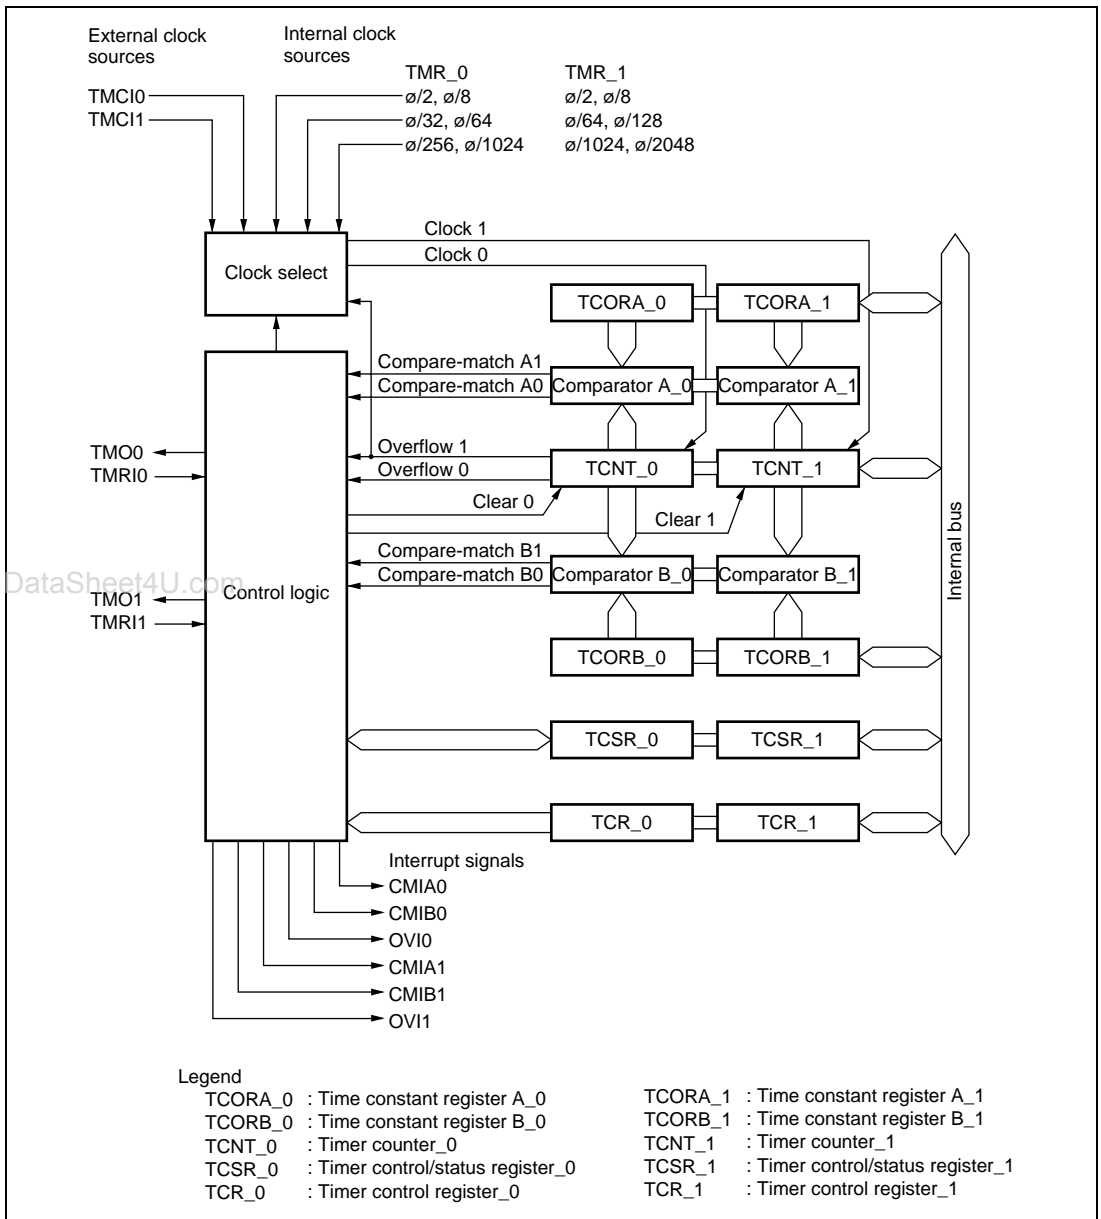 External clock
sources
Internal clock
sources
TMR_0
TMR_1
TMCI0
ø/2, ø/8
ø/2, ø/8
TMCI1
ø/32, ø/64
ø/64, ø/128
ø/256, ø/1024
ø/1024, ø/2048
Clock 1
Clock 0
Clock select
TCORA_0
TCORA_1
Compare-match A1
Compare-match A0
Comparator A_0
Comparator A_1
TMO0
TMRI0
Overflow 1
Overflow 0
TCNT_0
TCNT_1
Clear 0
Clear 1
Internal bus
Compare-match B1
Compare-match B0
Comparator B_0
Comparator B_1
DataSheet4U.com
Control logic
TMO1
TMRI1
TCORB_0
TCORB_1
TCSR_0
TCSR_1
TCR_0
TCR_1
Interrupt signals
CMIA0
CMIB0
OVI0
CMIA1
CMIB1
OVI1
Legend
TCORA_0 : Time constant register A_0
TCORB_0 : Time constant register B_0
TCNT_0 : Timer counter_0
TCSR_0 : Timer control/status register_0
TCR_0 : Timer control register_0
TCORA_1 : Time constant register A_1
TCORB_1 : Time constant register B_1
TCNT_1 : Timer counter_1
TCSR_1 : Timer control/status register_1
TCR_1 : Timer control register_1